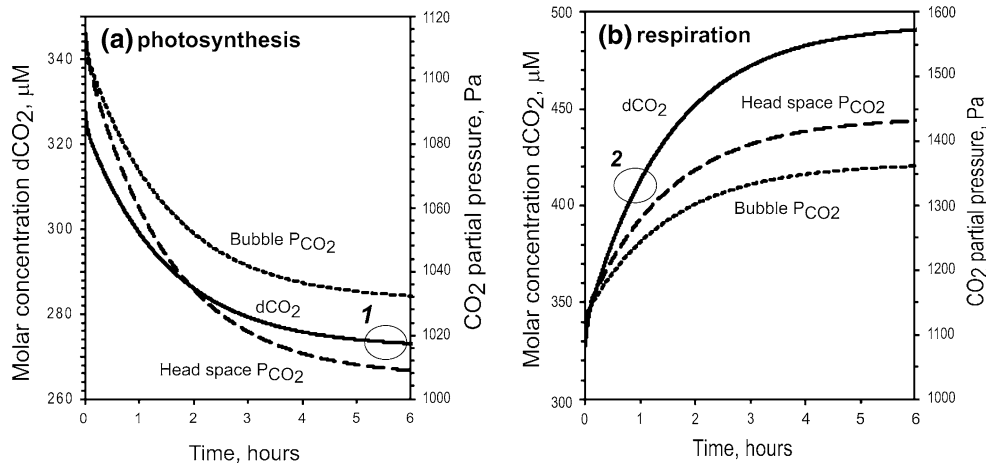 (a) photosynthesis
Molar concentration dCO2, μM
340
320
300
280
260
CO2 partial pressure, Pa
1120
1100
1080
1060
1040
1020
1000
Bubble PCO2
dCO2
1
Head space PCO2
0 1 2 3 4 5 6
Time, hours
(b) respiration
Molar concentration dCO2, μM
500
450
400
350
300
CO2 partial pressure, Pa
1600
1500
1400
1300
1200
1100
1000
dCO2
Head space PCO2
2
Bubble PCO2
0 1 2 3 4 5 6
Time, hours